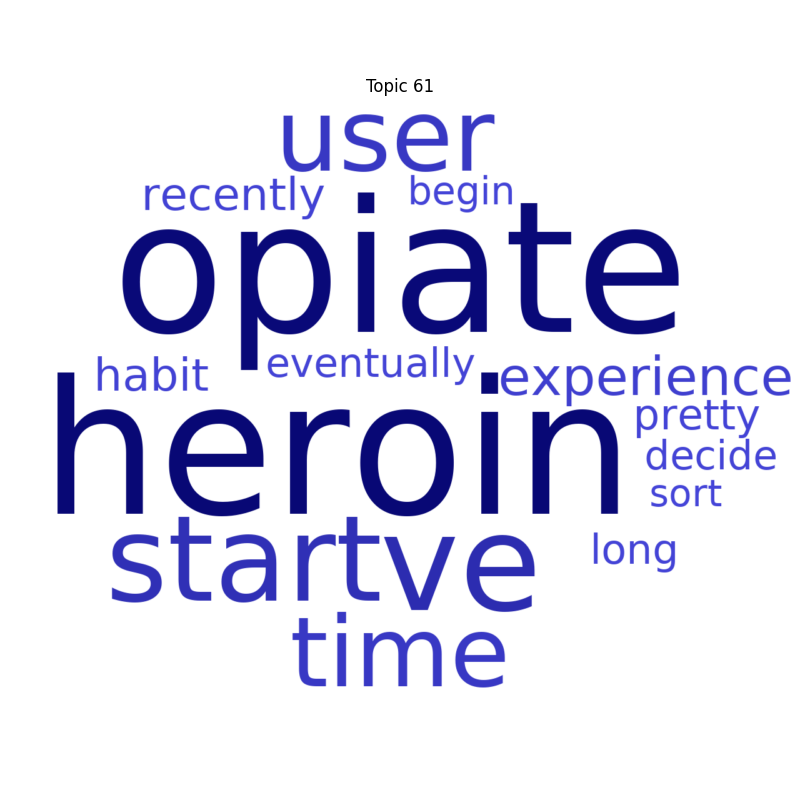 Topic 61
user
recently begin
opiate
habit eventually experience
heroin pretty
decide
sort
start ve long
time